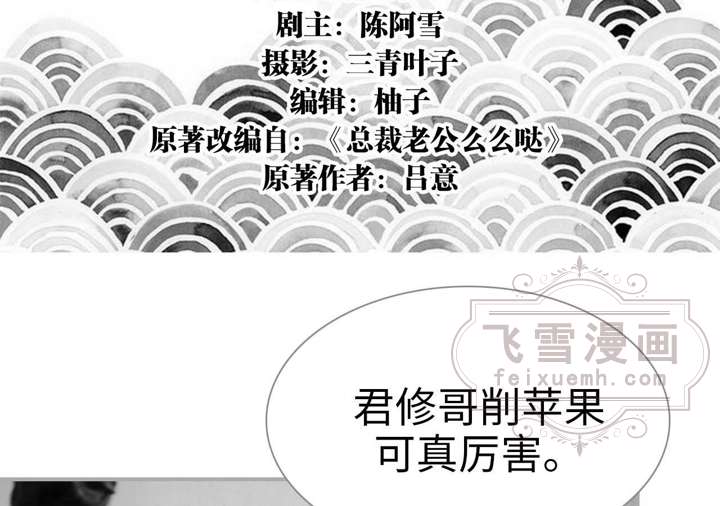 剧主：陈阿雪
摄影：三青叶子
编辑：柚子
原著改编自：《总裁老公么么哒》
原著作者：吕意
飞雪漫画
feixuemh.com
君修哥削苹果
可真厉害。